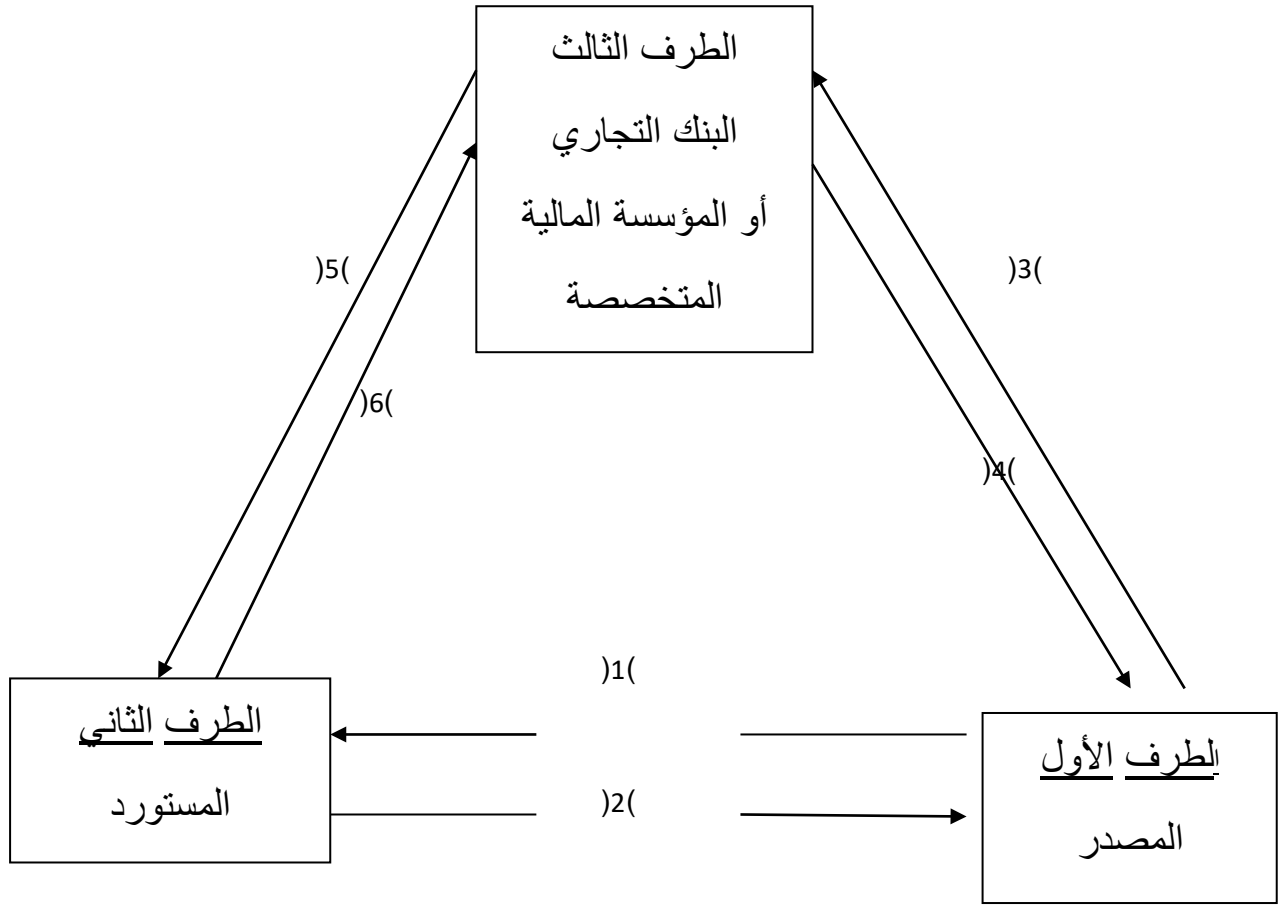 الطرف الثالث
البنك التجاري
أو المؤسسة المالية
المتخصصة
)3(
)5(
)6(
)4(
)1(
)2(
الطرف الأول
المصدر
الطرف الثاني
المستورد